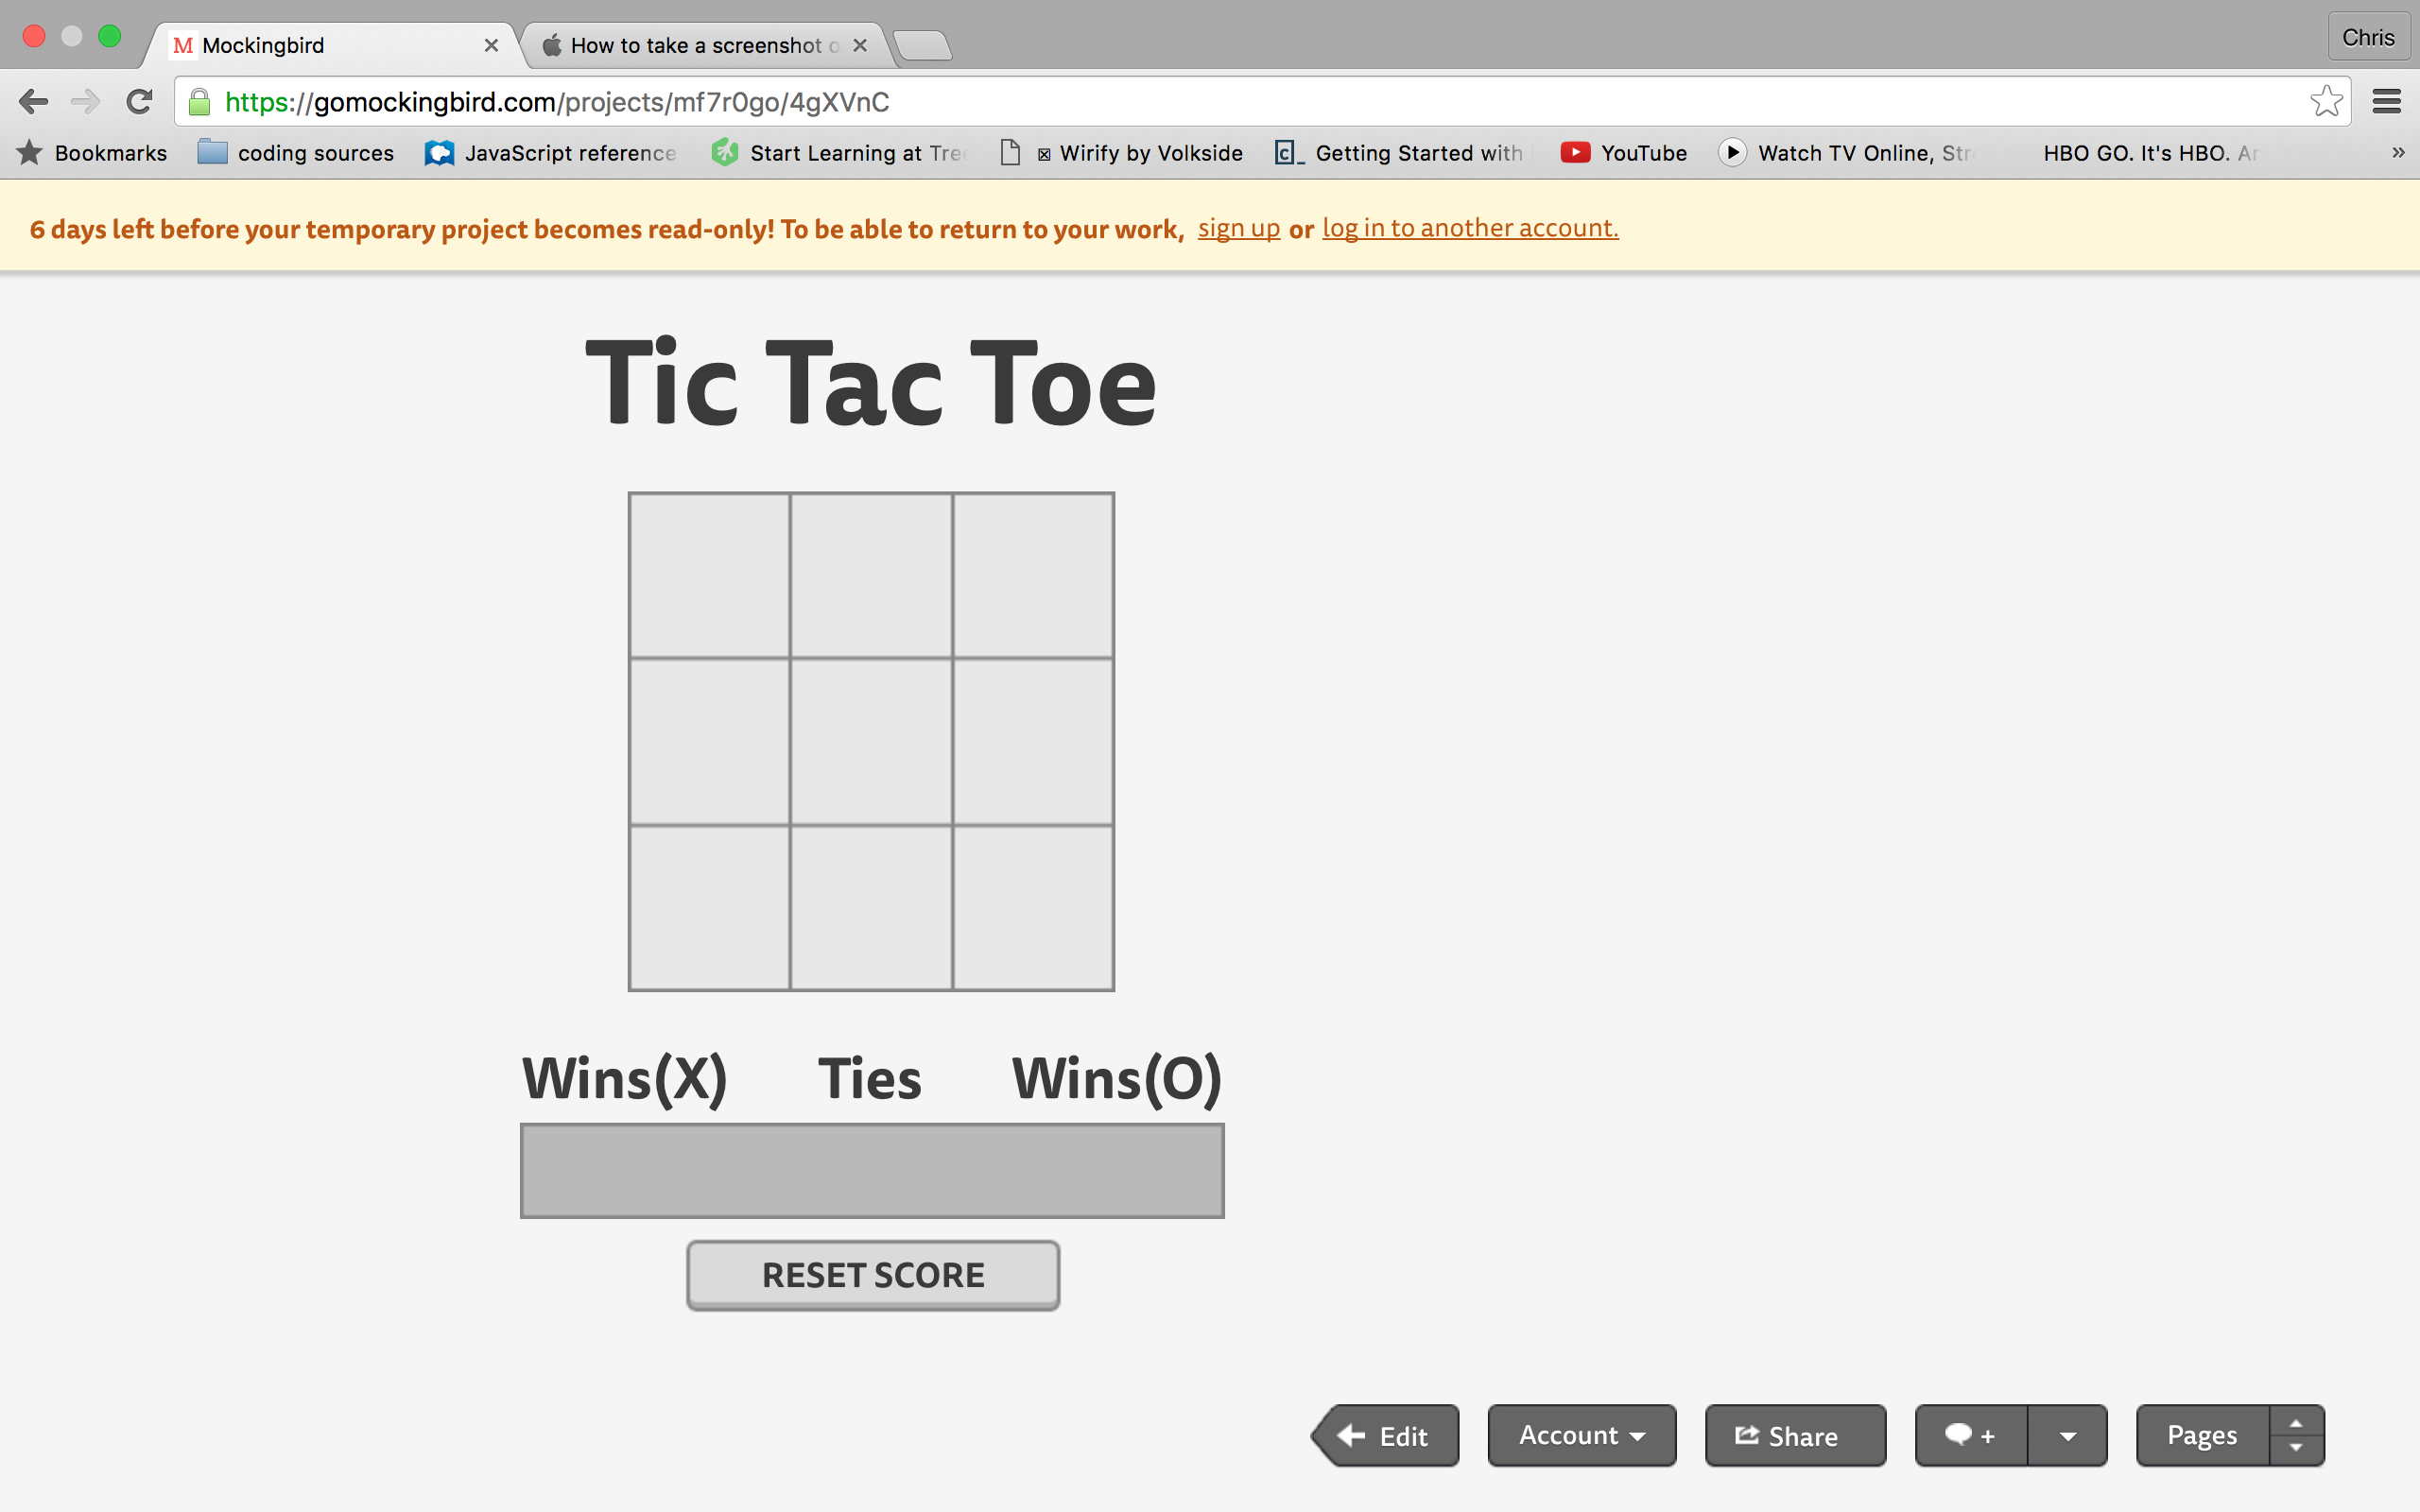 Mockingbird
How to take a screenshot
Chris
https://gomockingbird.com/projects/mf7r0go/4gXVnC
Bookmarks coding sources JavaScript reference Start Learning at Wirify by Volkside Getting Started with YouTube Watch TV Online, HBO GO. It's HBO. »
6 days left before your temporary project becomes read-only! To be able to return to your work, sign up or log in to another account.
Tic Tac Toe
Wins(X) Ties Wins(O)
RESET SCORE
Edit Account Share + Pages